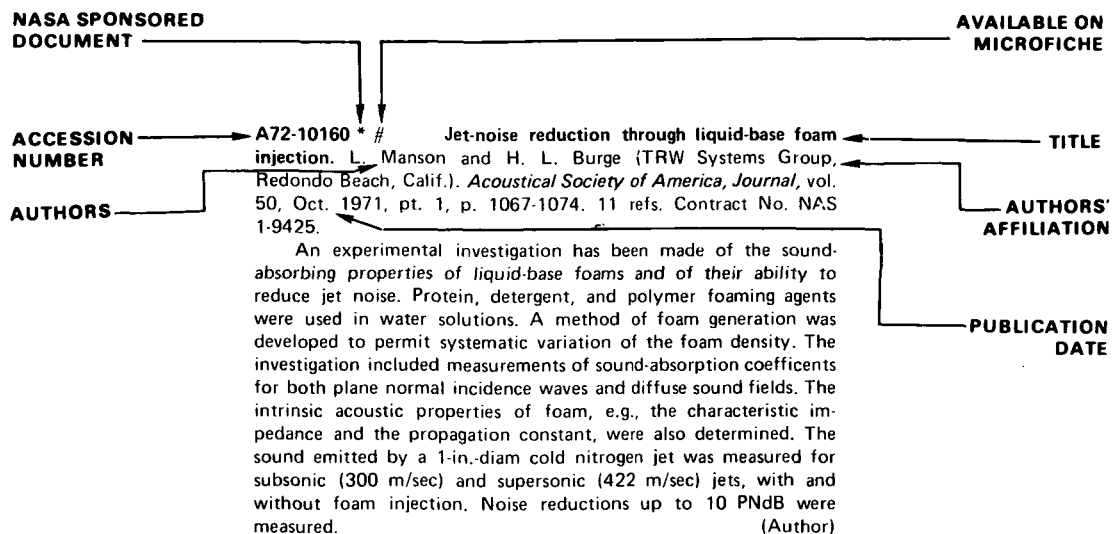 NASA SPONSORED
DOCUMENT
AVAILABLE ON
MICROFICHE
ACCESSION
NUMBER
AUTHORS
A72-10160 * # Jet-noise reduction through liquid-base foam
injection. L. Manson and H. L. Burge (TRW Systems Group,
Redondo Beach, Calif.). Acoustical Society of America, Journal, vol.
50, Oct. 1971, pt. 1, p. 1067-1074. 11 refs. Contract No. NAS
1-9425.
An experimental investigation has been made of the sound-
absorbing properties of liquid-base foams and of their ability to
reduce jet noise. Protein, detergent, and polymer foaming agents
were used in water solutions. A method of foam generation was
developed to permit systematic variation of the foam density. The
investigation included measurements of sound-absorption coefficents
for both plane normal incidence waves and diffuse sound fields. The
intrinsic acoustic properties of foam, e.g., the characteristic im-
pedance and the propagation constant, were also determined. The
sound emitted by a 1-in.-diam cold nitrogen jet was measured for
subsonic (300 m/sec) and supersonic (422 m/sec) jets, with and
without foam injection. Noise reductions up to 10 PNdB were
measured. (Author)
TITLE
AUTHORS'
AFFILIATION
PUBLICATION
DATE